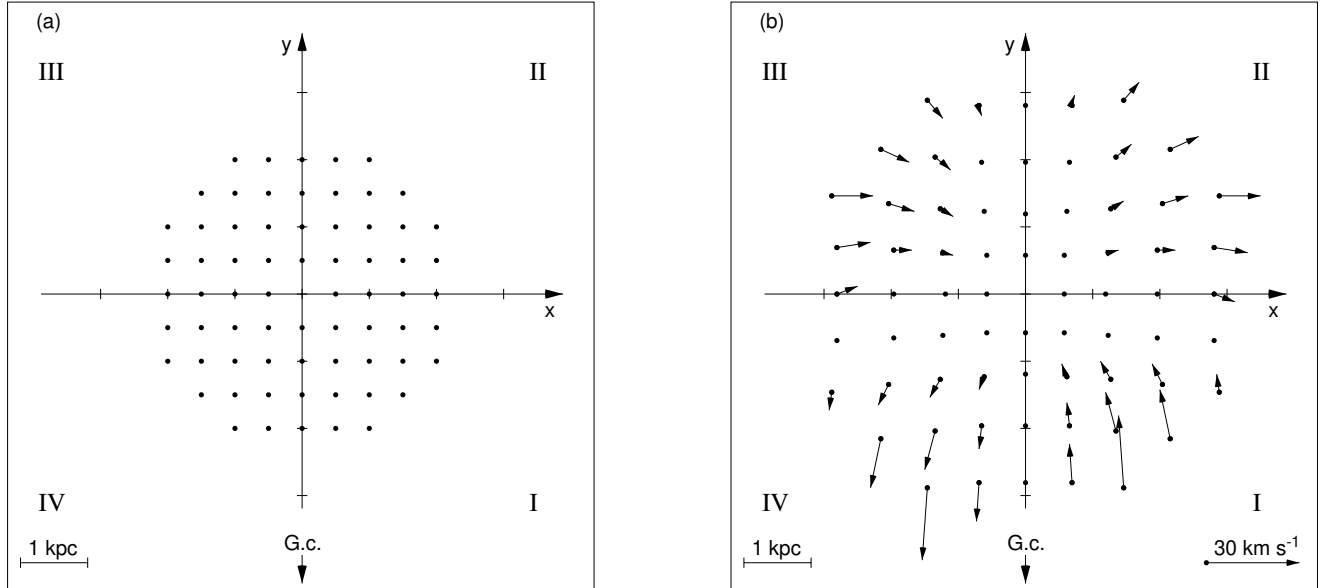 (a)
y
III
II
x
IV
I
G.c.
1 kpc
(b)
y
III
II
x
IV
I
G.c.
1 kpc
30 km s⁻¹